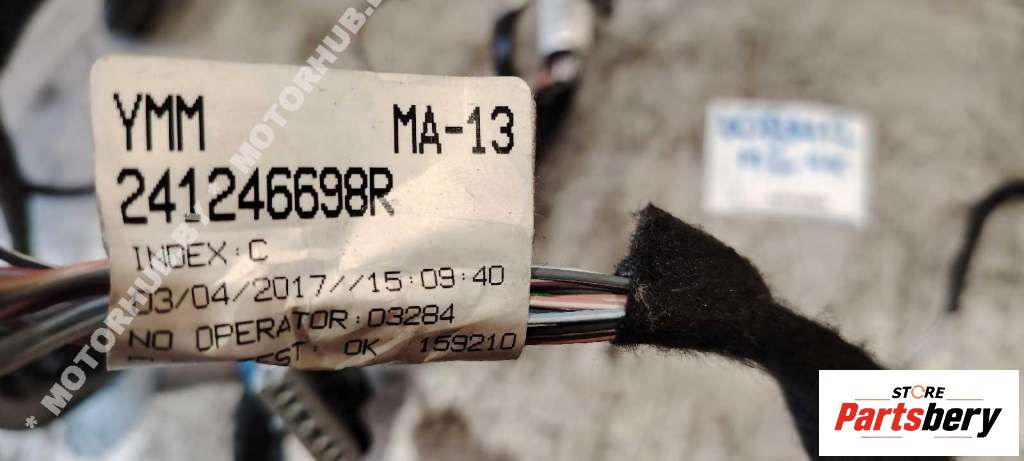 YMM MA-13
241246698R
INDEX:C
03/04/2017//15:09:40
NO OPERATOR:03284
OK 159210
* MOTORHUB.
* MOTORHUB.
STORE
Partsbery